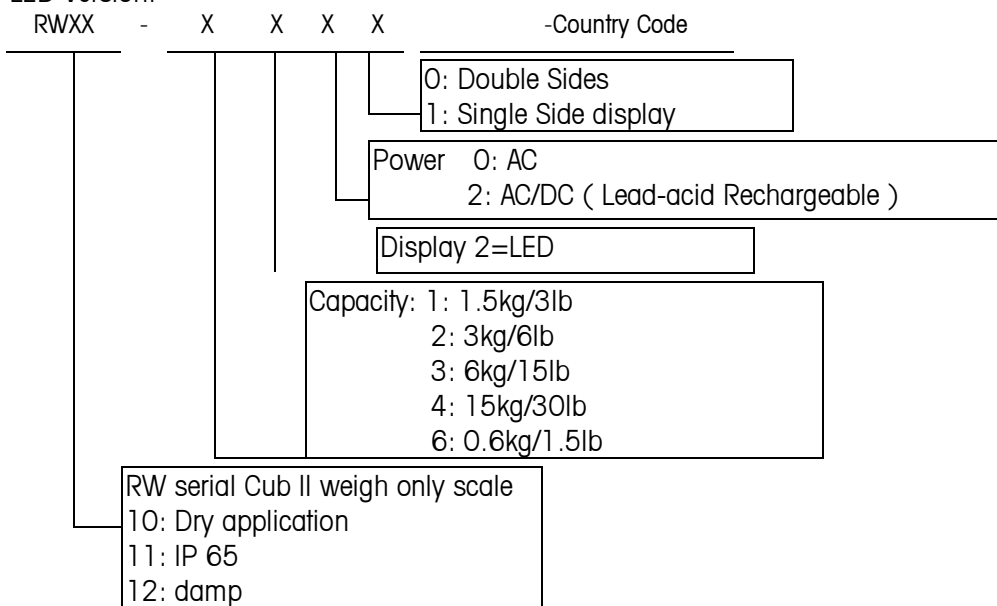 RWXX - X X X X -Country Code
0: Double Sides
1: Single Side display
Power 0: AC
2: AC/DC ( Lead-acid Rechargeable )
Display 2=LED
Capacity: 1: 1.5kg/3lb
2: 3kg/6lb
3: 6kg/15lb
4: 15kg/30lb
6: 0.6kg/1.5lb
RW serial Cub II weigh only scale
10: Dry application
11: IP 65
12: damp